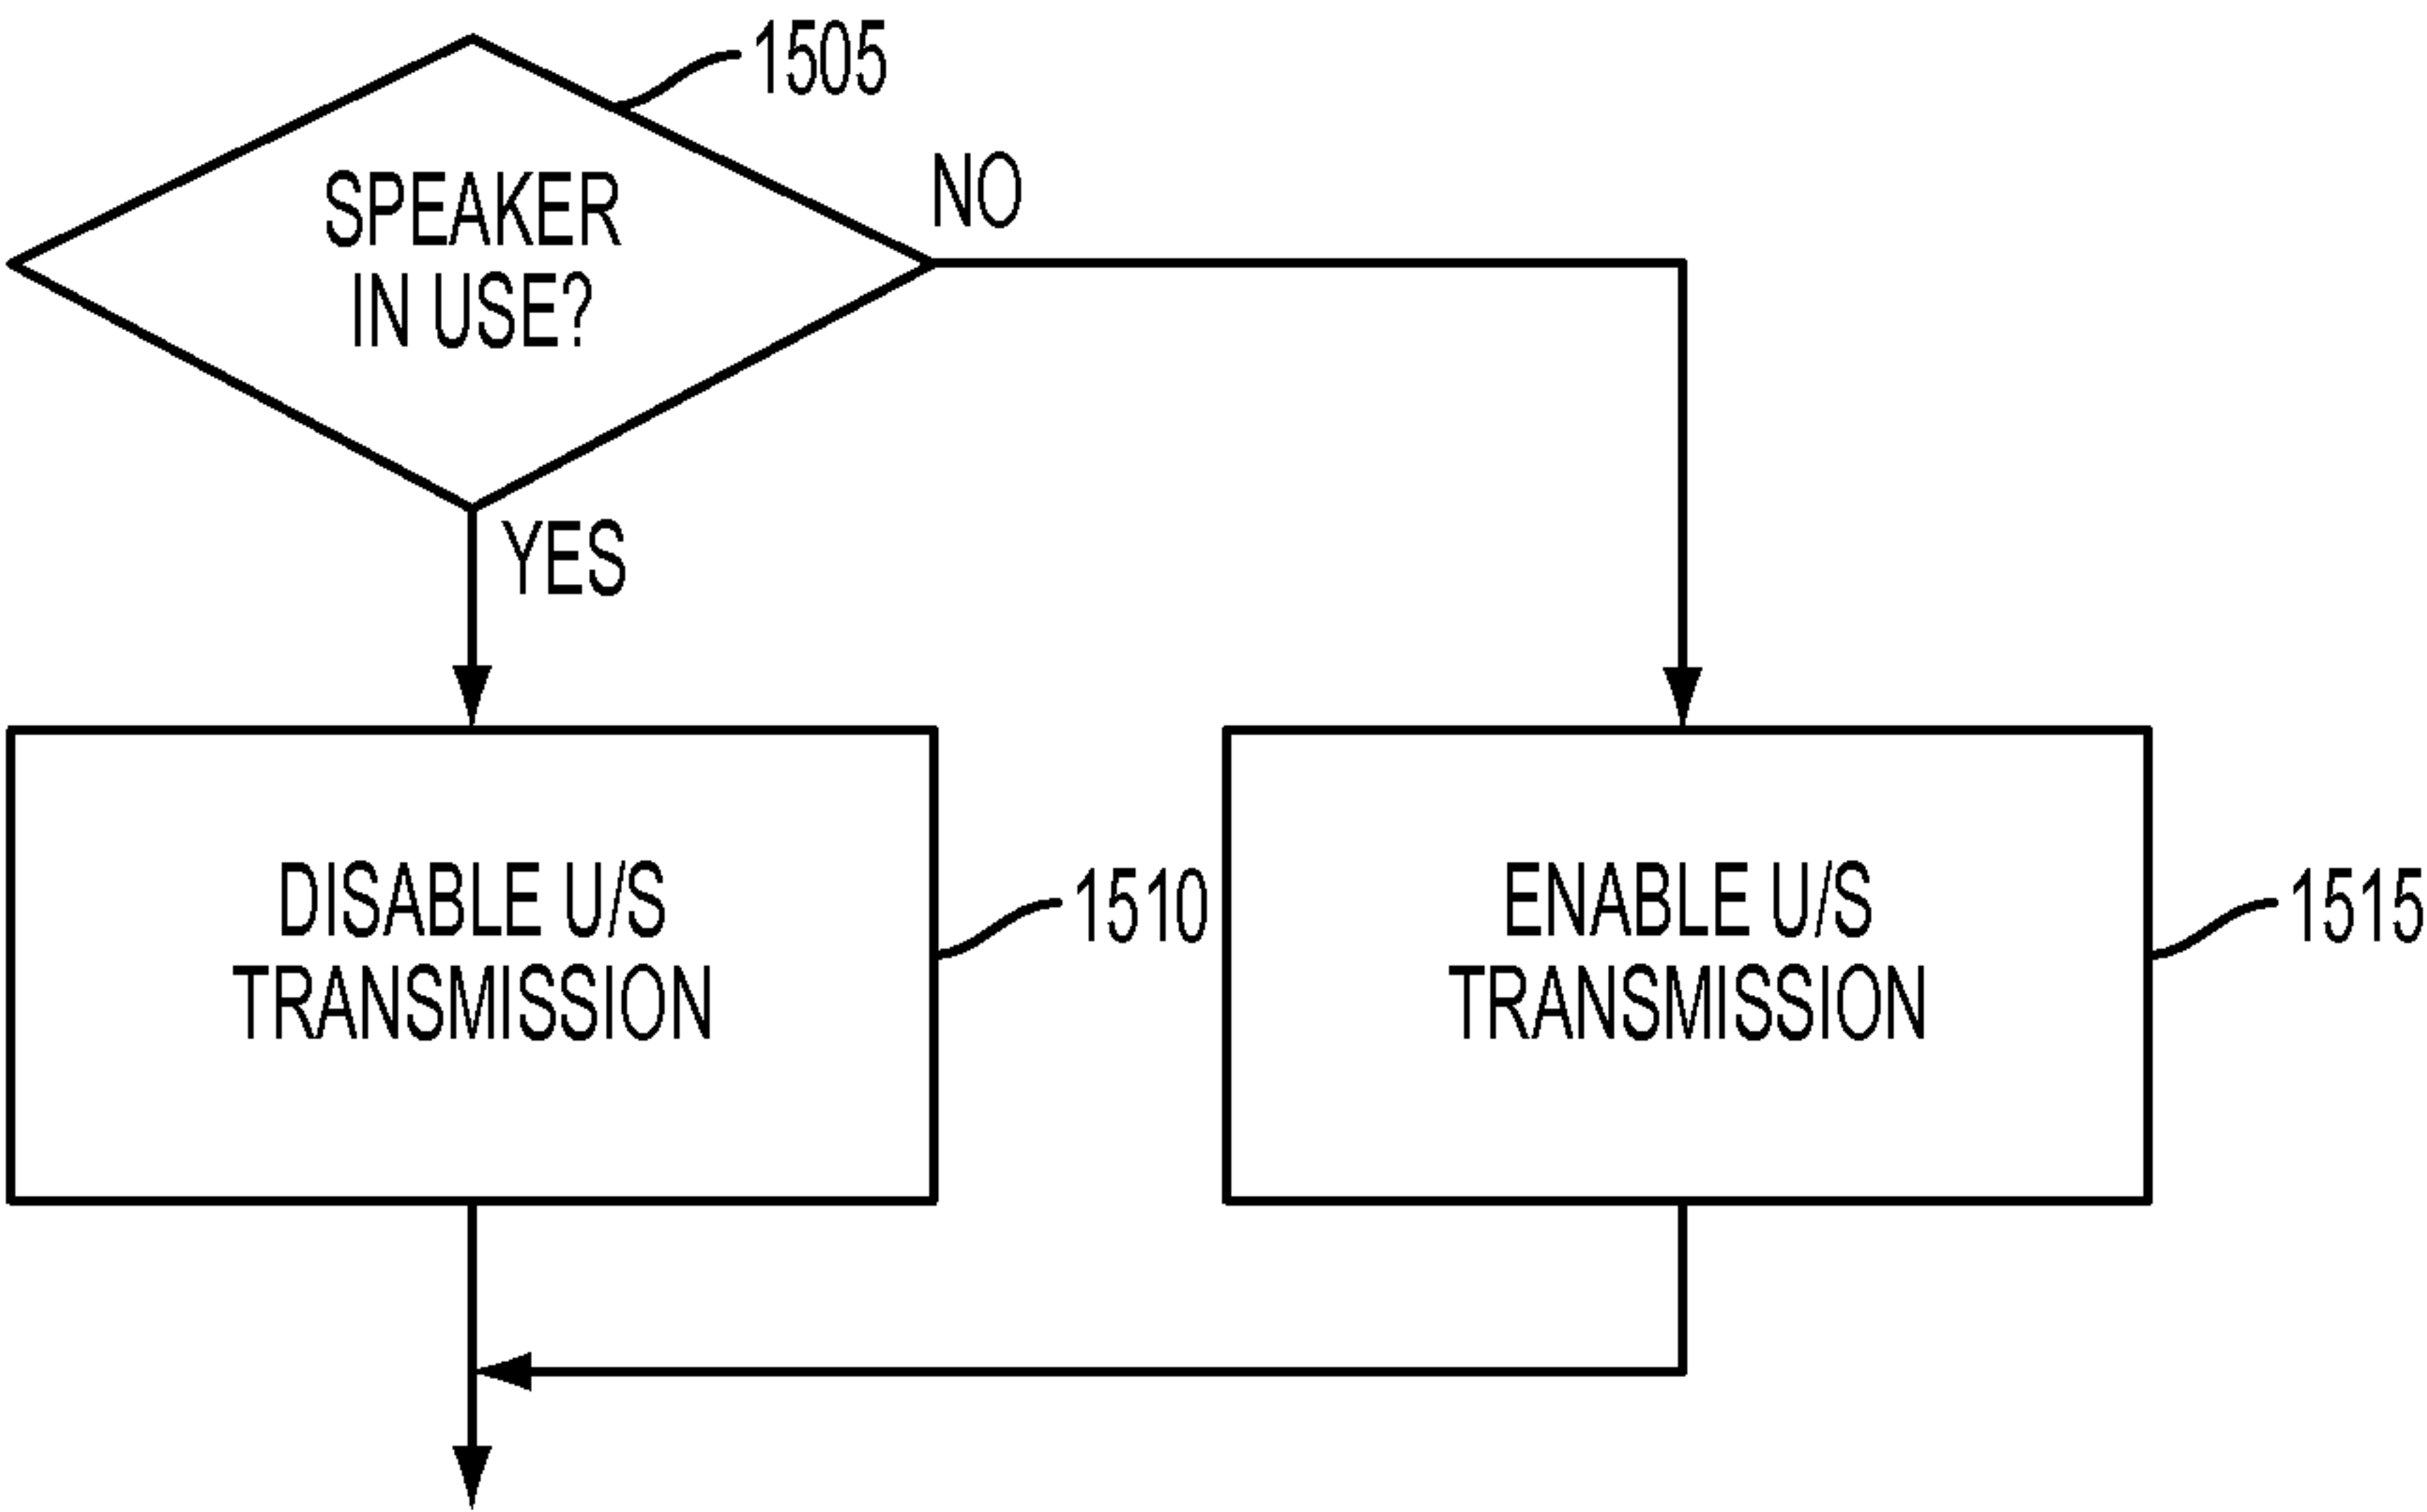 1505
SPEAKER
IN USE?
NO
YES
DISABLE U/S
TRANSMISSION
1510
ENABLE U/S
TRANSMISSION
1515